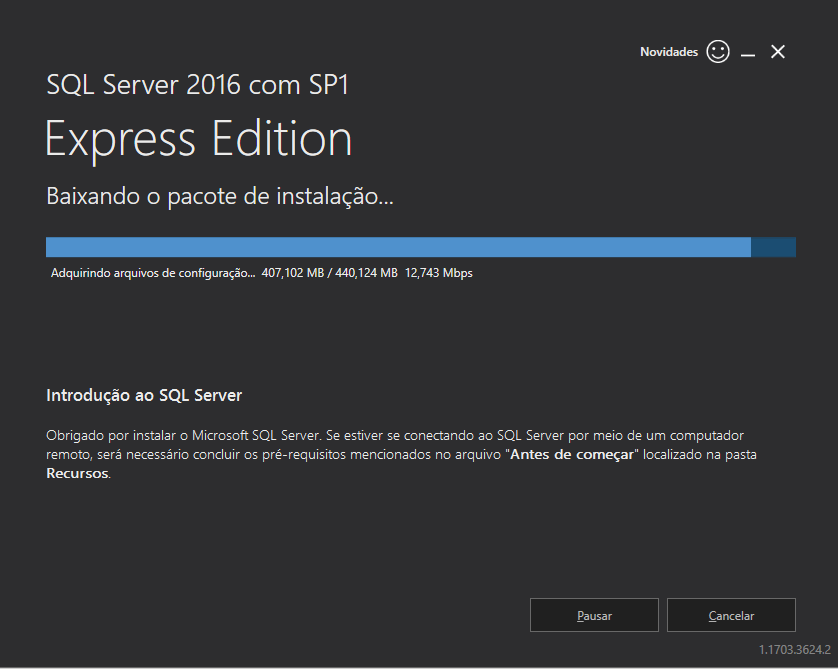 Novidades
SQL Server 2016 com SP1
Express Edition
Baixando o pacote de instalação...
Adquirindo arquivos de configuração... 407,102 MB / 440,124 MB 12,743 Mbps
Introdução ao SQL Server
Obrigado por instalar o Microsoft SQL Server. Se estiver se conectando ao SQL Server por meio de um computador
remoto, será necessário concluir os pré-requisitos mencionados no arquivo "Antes de começar" localizado na pasta
Recursos.
Pausar
Cancelar
1.1703.3624.2